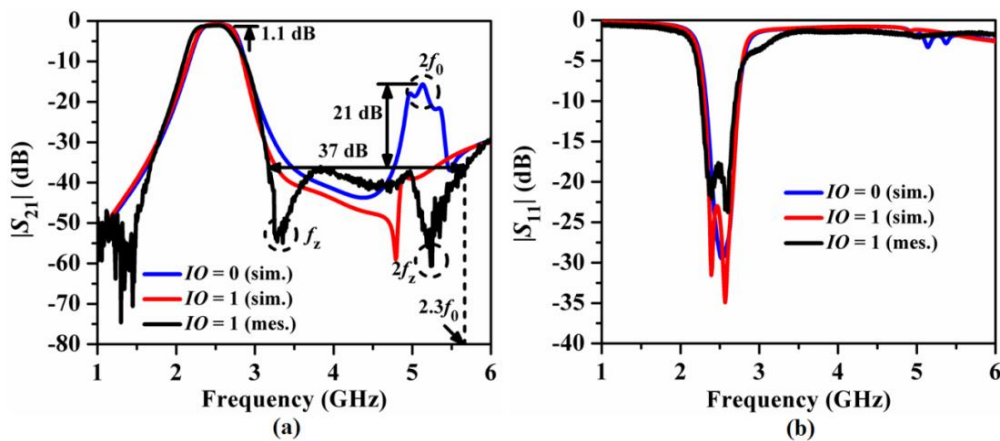 0
-10
-20
-30
-40
-50
-60
-70
-80
|S21| (dB)
1.1 dB
2f0
21 dB
37 dB
fz
2fz
2.3f0
IO = 0 (sim.)
IO = 1 (sim.)
IO = 1 (mes.)
1 2 3 4 5 6
Frequency (GHz)
(a)
0
-5
-10
-15
-20
-25
-30
-35
-40
|S11| (dB)
IO = 0 (sim.)
IO = 1 (sim.)
IO = 1 (mes.)
1 2 3 4 5 6
Frequency (GHz)
(b)